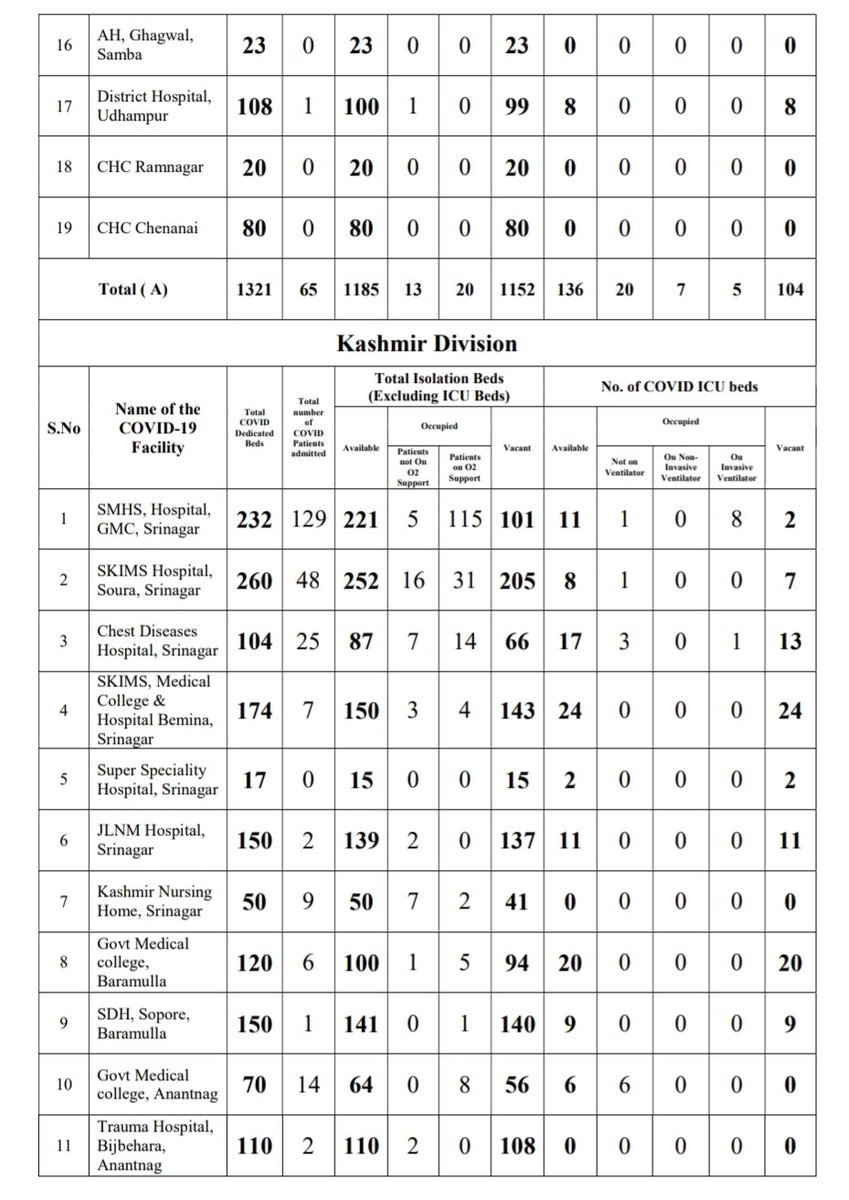 16 AH, Ghagwal, Samba 23 0 23 0 0 23 0 0 0 0 0
17 District Hospital, Udhampur 108 1 100 1 0 99 8 0 0 0 8
18 CHC Ramnagar 20 0 20 0 0 20 0 0 0 0 0
19 CHC Chenanai 80 0 80 0 0 80 0 0 0 0 0
Total ( A) 1321 65 1185 13 20 1152 136 20 7 5 104
Kashmir Division
S.No Name of the COVID-19 Facility Total COVID Dedicated Beds Total number of COVID Patients admitted Total Isolation Beds (Excluding ICU Beds) No. of COVID ICU beds
Available Occupied Vacant Available Occupied Vacant
Patients not On O2 Support Patients on O2 Support Not on Ventilator On Non-Invasive Ventilator On Invasive Ventilator
1 SMHS, Hospital, GMC, Srinagar 232 129 221 5 115 101 11 1 0 8 2
2 SKIMS Hospital, Soura, Srinagar 260 48 252 16 31 205 8 1 0 0 7
3 Chest Diseases Hospital, Srinagar 104 25 87 7 14 66 17 3 0 1 13
4 SKIMS, Medical College & Hospital Bemina, Srinagar 174 7 150 3 4 143 24 0 0 0 24
5 Super Speciality Hospital, Srinagar 17 0 15 0 0 15 2 0 0 0 2
6 JLNM Hospital, Srinagar 150 2 139 2 0 137 11 0 0 0 11
7 Kashmir Nursing Home, Srinagar 50 9 50 7 2 41 0 0 0 0 0
8 Govt Medical college, Baramulla 120 6 100 1 5 94 20 0 0 0 20
9 SDH, Sopore, Baramulla 150 1 141 0 1 140 9 0 0 0 9
10 Govt Medical college, Anantnag 70 14 64 0 8 56 6 6 0 0 0
11 Trauma Hospital, Bijbehara, Anantnag 110 2 110 2 0 108 0 0 0 0 0